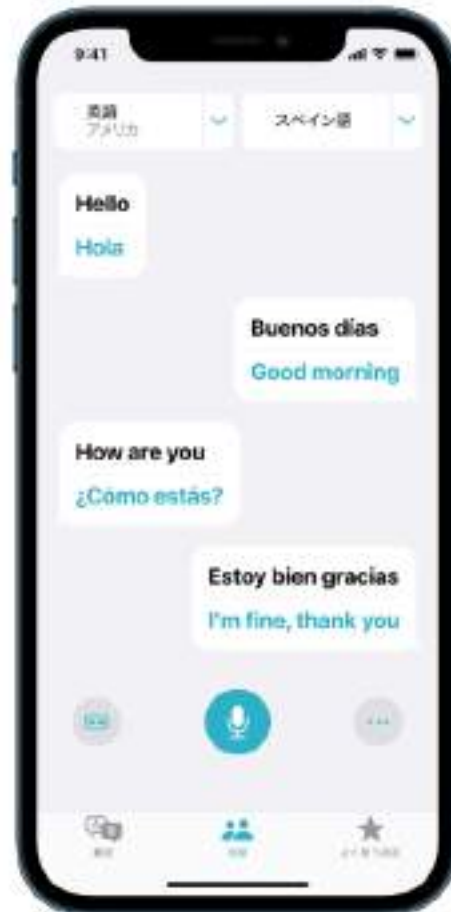 9:41
英語
アメリカ
スペイン語
Hello
Hola
Buenos días
Good morning
How are you
¿Cómo estás?
Estoy bien gracias
I'm fine, thank you